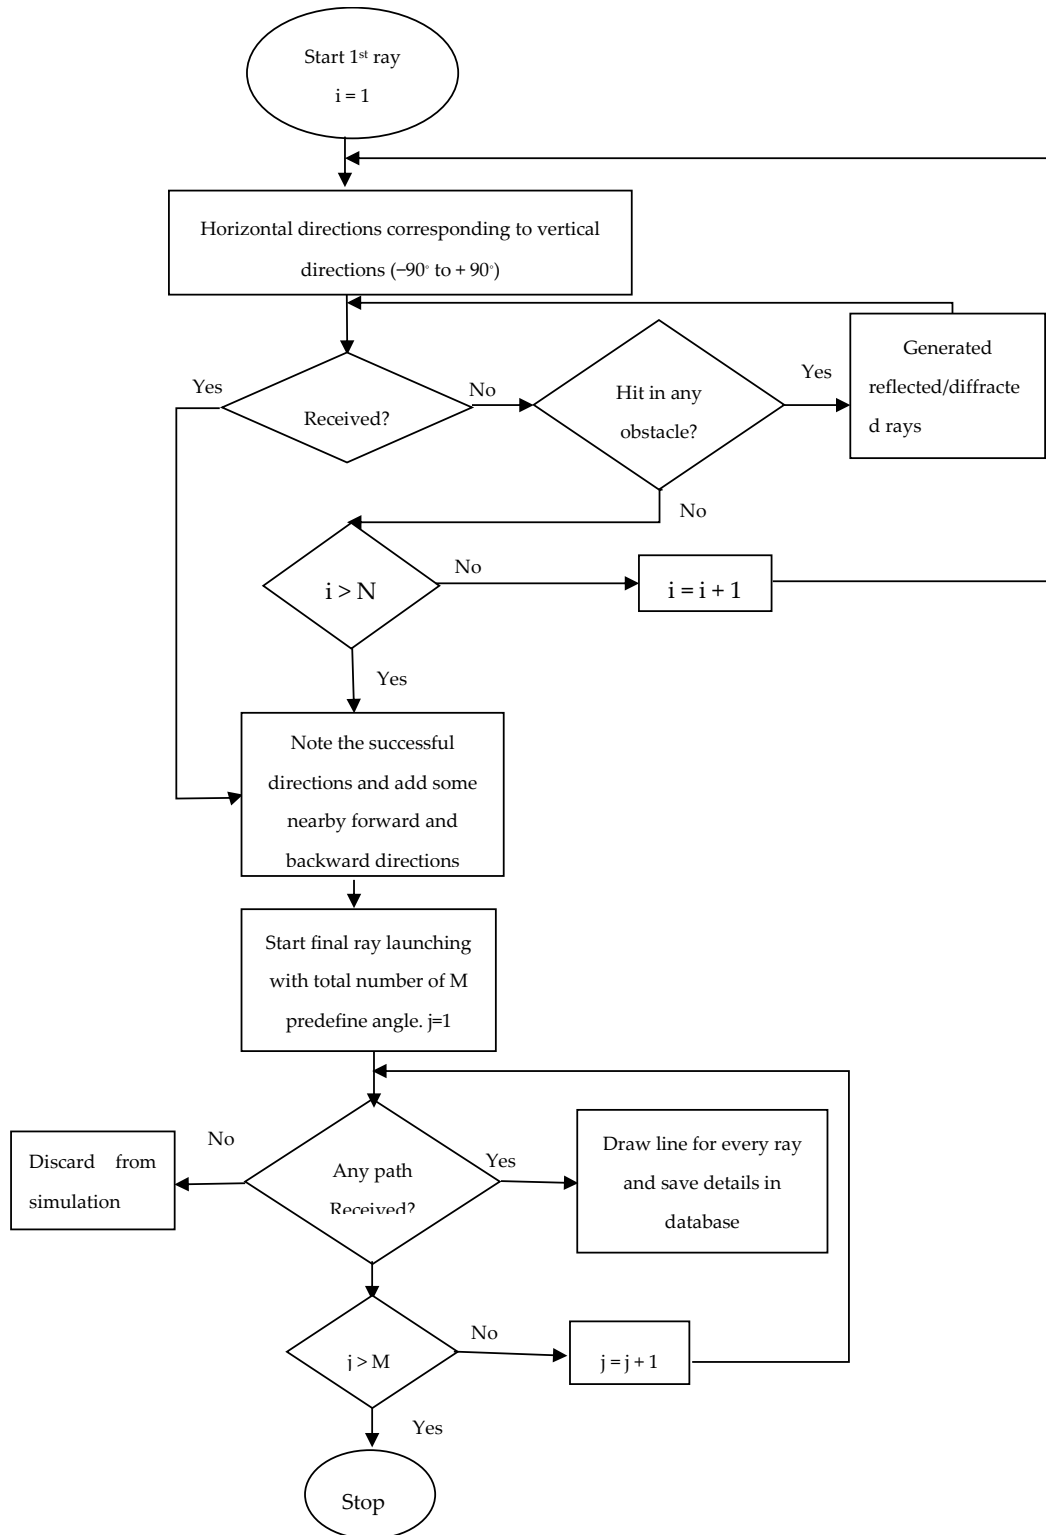 Start 1st ray
i = 1
Horizontal directions corresponding to vertical
directions (−90° to + 90°)
Yes
Received?
No
Hit in any
obstacle?
Yes
Generated
reflected/diffracte
d rays
No
i > N
No
i = i + 1
Yes
Note the successful
directions and add some
nearby forward and
backward directions
Start final ray launching
with total number of M
predefine angle. j=1
No
Discard from
simulation
Any path
Received?
Yes
Draw line for every ray
and save details in
database
j > M
No
j = j + 1
Yes
Stop